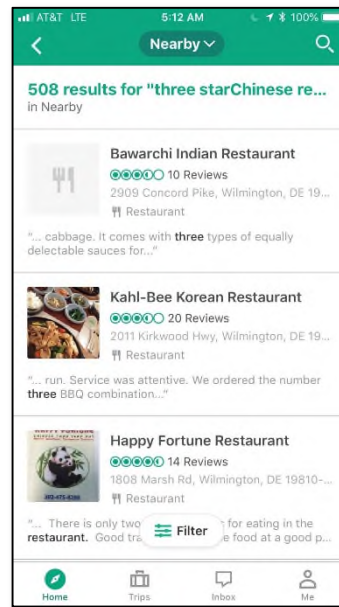 AT&T LTE 5:12 AM 100%
Nearby
508 results for "three starChinese re...
in Nearby
Bawarchi Indian Restaurant
10 Reviews
2909 Concord Pike, Wilmington, DE 19...
Restaurant
"... cabbage. It comes with three types of equally
delectable sauces for..."
Kahl-Bee Korean Restaurant
20 Reviews
2011 Kirkwood Hwy, Wilmington, DE 19...
Restaurant
"... run. Service was attentive. We ordered the number
three BBQ combination..."
Happy Fortune Restaurant
14 Reviews
1808 Marsh Rd, Wilmington, DE 19810-...
Restaurant
"... There is only two for eating in the
restaurant. Good food at a good p...
Filter
Home Trips Inbox Me